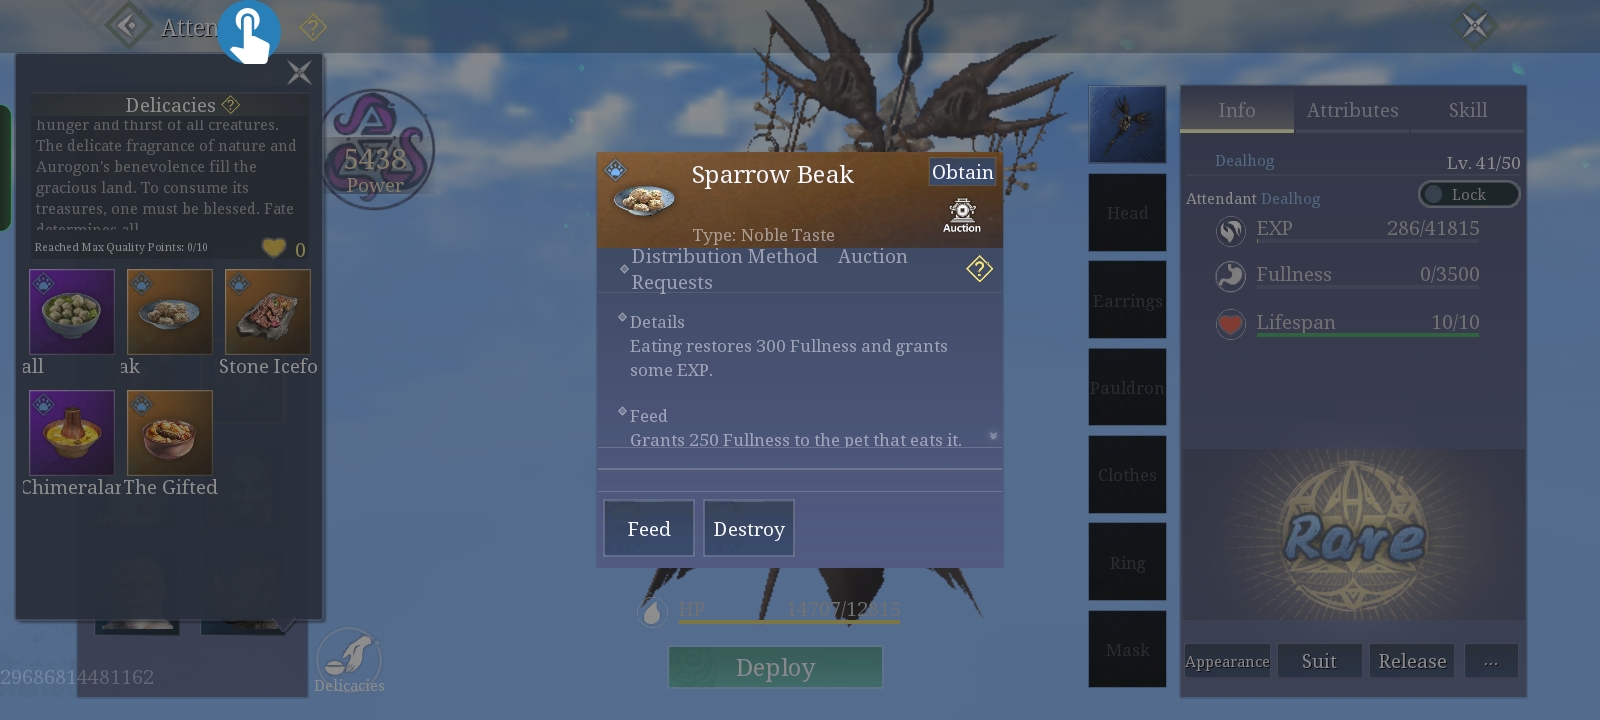 Atten
Delicacies
hunger and thirst of all creatures.
The delicate fragrance of nature and
Aurogon's benevolence fill the
gracious land. To consume its
treasures, one must be blessed. Fate
determines all
Reached Max Quality Points: 0/10
0
all
ak
Stone Icefo
Chimeralar
The Gifted
5438
Power
Sparrow Beak
Obtain
Auction
Type: Noble Taste
Distribution Method Auction
Requests
Details
Eating restores 300 Fullness and grants
some EXP.
Feed
Grants 250 Fullness to the pet that eats it.
Feed
Destroy
HP 14707/12815
Deploy
Delicacies
29686814481162
Head
Earrings
Pauldron
Clothes
Ring
Mask
Info
Attributes
Skill
Dealhog
Lv. 41/50
Attendant Dealhog
Lock
EXP 286/41815
Fullness 0/3500
Lifespan 10/10
Rare
Appearance
Suit
Release
...